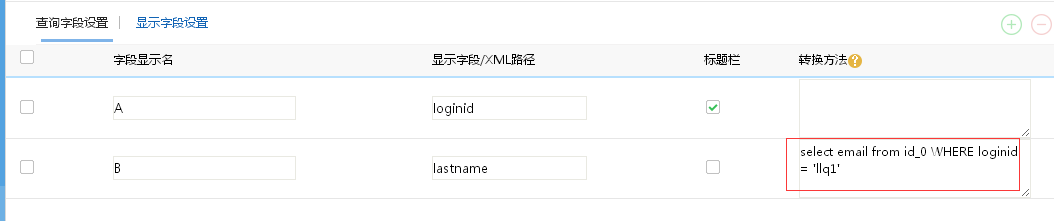 查询字段设置 | 显示字段设置
字段显示名 显示字段/XML路径 标题栏 转换方法?
A loginid
B lastname select email from id_0 WHERE loginid
= 'llq1'